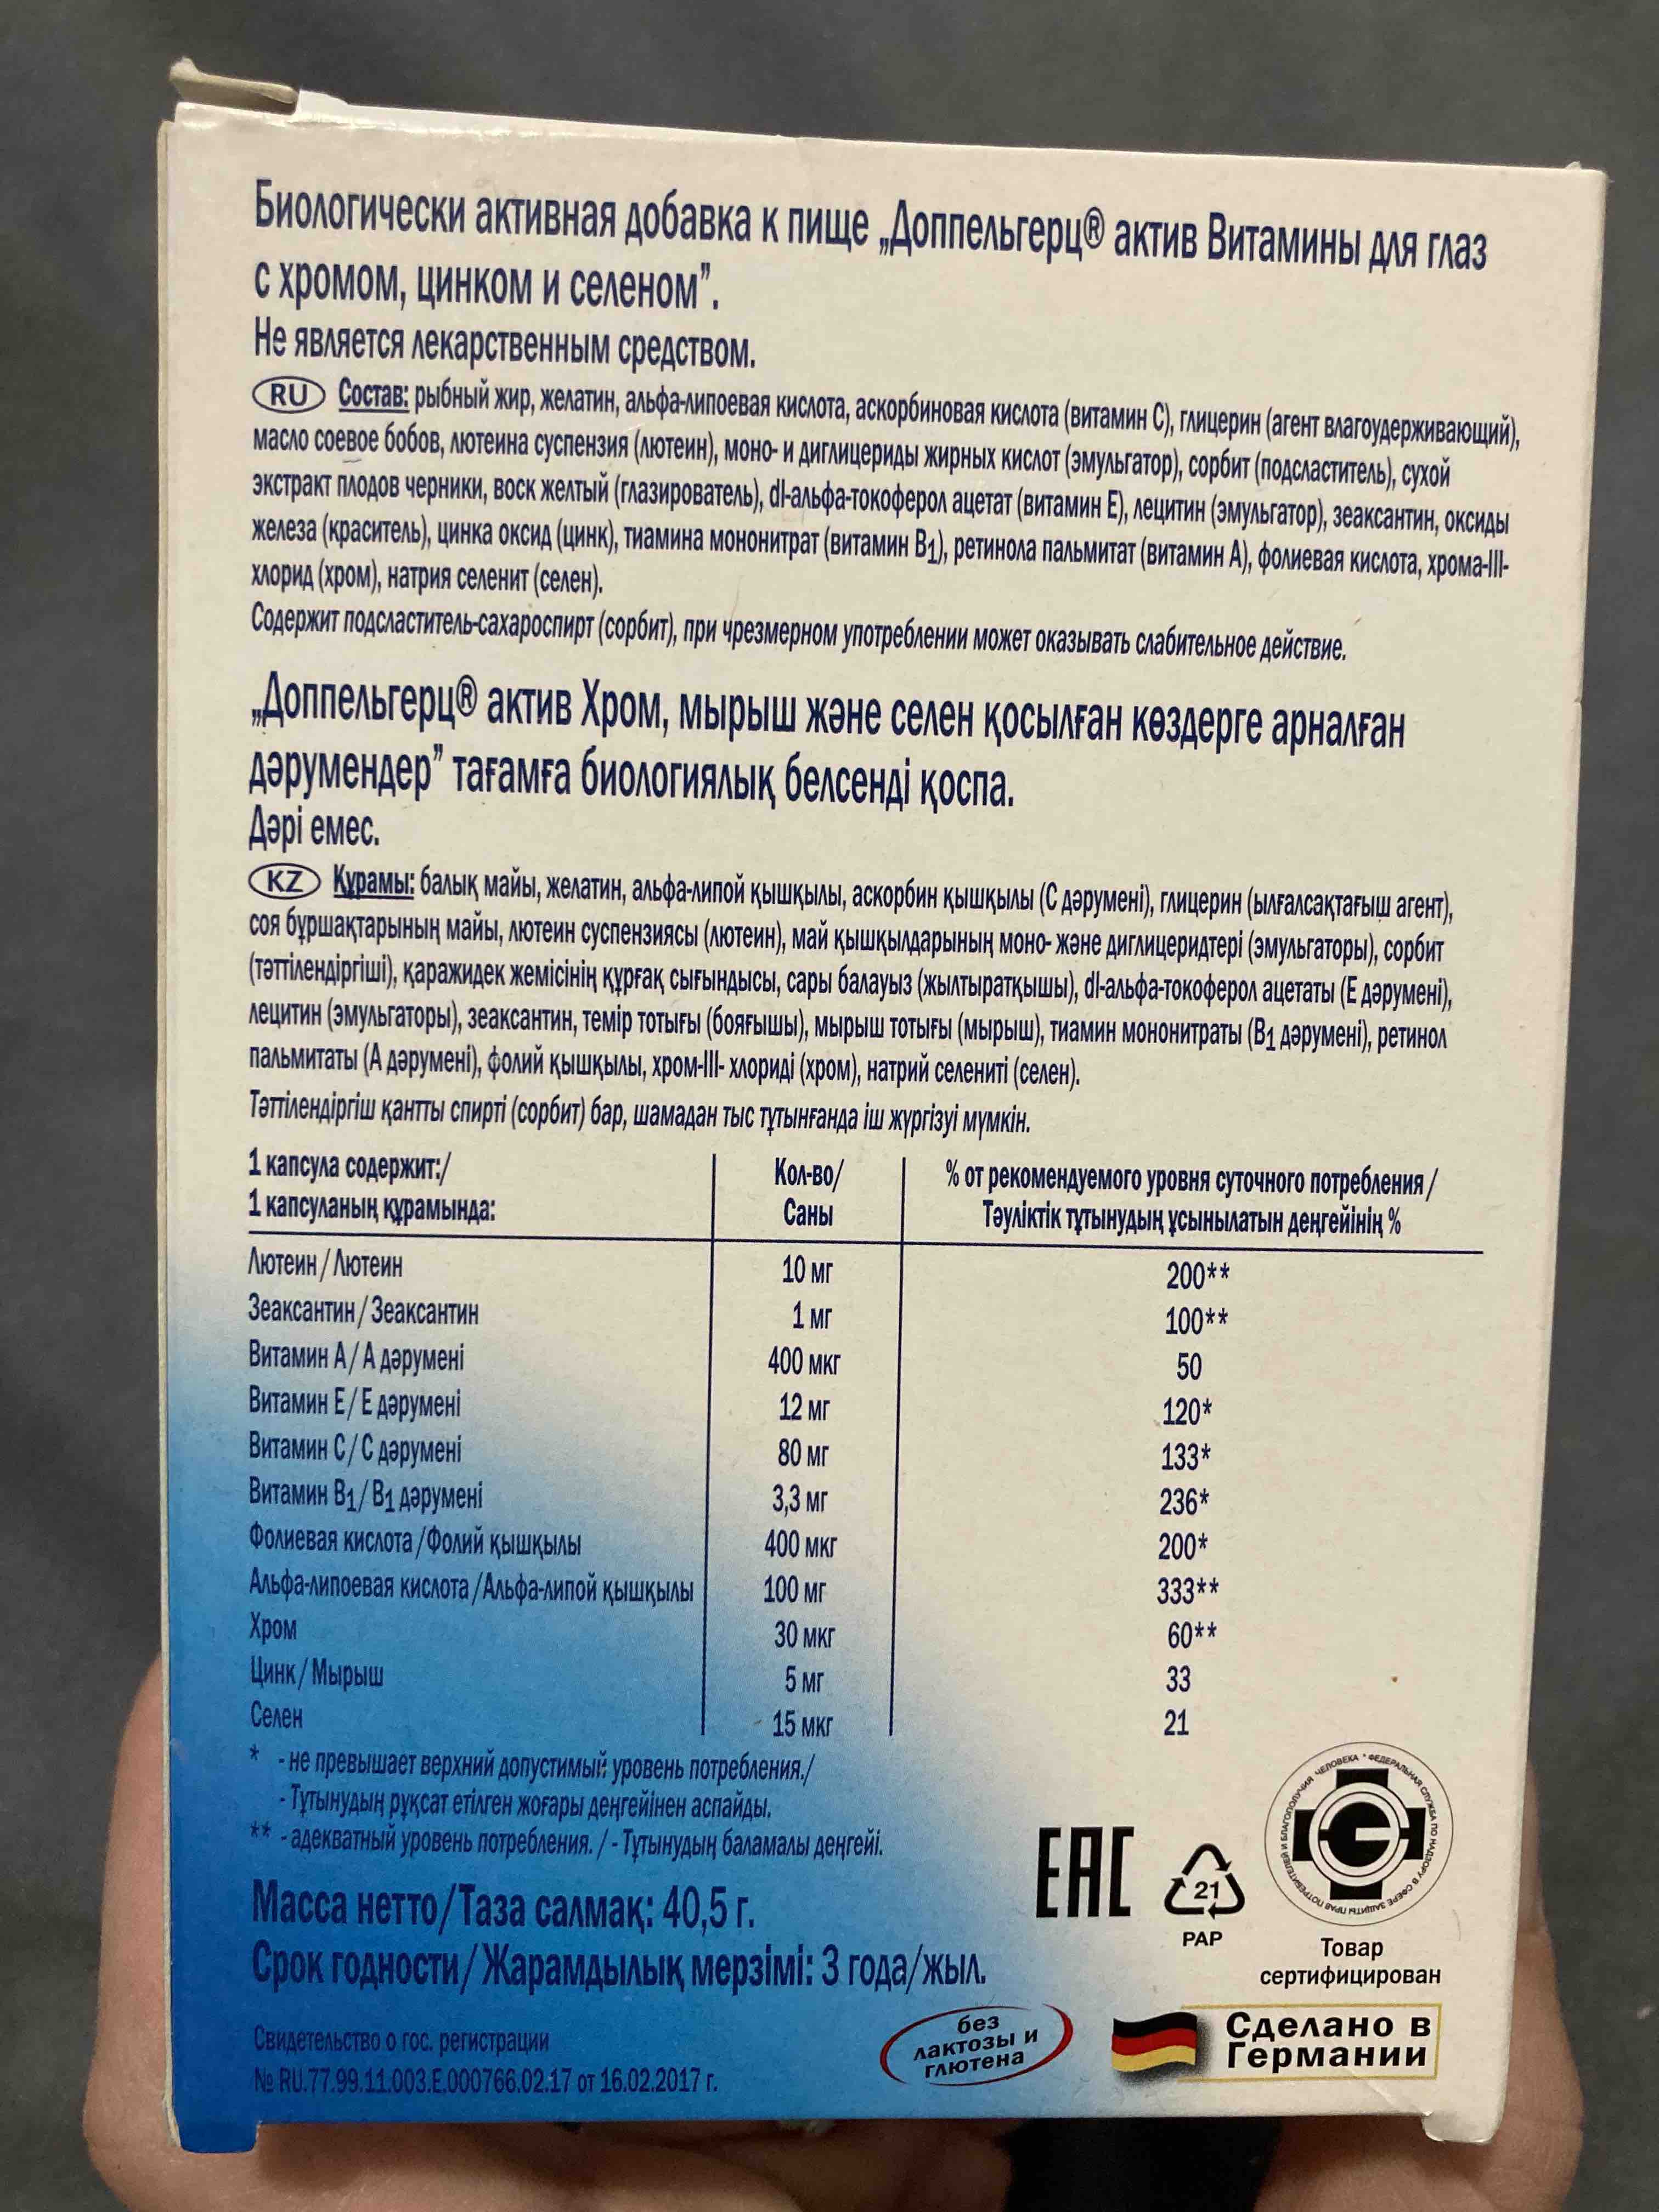 Биологически активная добавка к пище „Доппельгерц® актив Витамины для глаз
с хромом, цинком и селеном”.
Не является лекарственным средством.
RU Состав: рыбный жир, желатин, альфа-липоевая кислота, аскорбиновая кислота (витамин С), глицерин (агент влагоудерживающий),
масло соевое бобов, лютеина суспензия (лютеин), моно- и диглицериды жирных кислот (эмульгатор), сорбит (подсластитель), сухой
экстракт плодов черники, воск желтый (глазирователь), dl-альфа-токоферол ацетат (витамин Е), лецитин (эмульгатор), зеаксантин, оксиды
железа (краситель), цинка оксид (цинк), тиамина мононитрат (витамин В1), ретинола пальмитат (витамин А), фолиевая кислота, хрома-III-
хлорид (хром), натрия селенит (селен).
Содержит подсластитель-сахароспирт (сорбит), при чрезмерном употреблении может оказывать слабительное действие.
„Доппельгерц® актив Хром, мырыш және селен қосылған көздерге арналған
дәрумендер” тағамға биологиялық белсенді қоспа.
Дәрі емес.
KZ Құрамы: балық майы, желатин, альфа-липой қышқылы, аскорбин қышқылы (С дәрумені), глицерин (ылғалсақтағыш агент),
соя бұршақтарының майы, лютеин суспензиясы (лютеин), май қышқылдарының моно- және диглицеридтері (эмульгаторы), сорбит
(тәттілендіргіші), қаражидек жемісінің құрғақ сығындысы, сары балауыз (жылтыратқышы), dl-альфа-токоферол ацетаты (Е дәрумені),
лецитин (эмульгаторы), зеаксантин, темір тотығы (бояғышы), мырыш тотығы (мырыш), тиамин мононитраты (В1 дәрумені), ретинол
пальмитаты (А дәрумені), фолий қышқылы, хром-III- хлориді (хром), натрий селениті (селен).
Тәттілендіргіш қантты спирті (сорбит) бар, шамадан тыс тұтынғанда іш жүргізуі мүмкін.
1 капсула содержит:/ Кол-во/ % от рекомендуемого уровня суточного потребления /
1 капсуланың құрамында: Саны Тәуліктік тұтынудың ұсынылатын деңгейінің %
Лютеин / Лютеин 10 мг 200**
Зеаксантин / Зеаксантин 1 мг 100**
Витамин А / А дәрумені 400 мкг 50
Витамин Е / Е дәрумені 12 мг 120*
Витамин С / С дәрумені 80 мг 133*
Витамин В1 / В1 дәрумені 3,3 мг 236*
Фолиевая кислота / Фолий қышқылы 400 мкг 200*
Альфа-липоевая кислота / Альфа-липой қышқылы 100 мг 333**
Хром 30 мкг 60**
Цинк / Мырыш 5 мг 33
Селен 15 мкг 21
* - не превышает верхний допустимый уровень потребления./
- Тұтынудың рұқсат етілген жоғары деңгейінен аспайды.
** - адекватный уровень потребления. / - Тұтынудың баламалы деңгейі.
Масса нетто/Таза салмақ: 40,5 г.
Срок годности/Жарамдылық мерзімі: 3 года/жыл.
Свидетельство о гос. регистрации
№ RU.77.99.11.003.Е.000766.02.17 от 16.02.2017 г.
ЕАС
21
PAP
ФЕДЕРАЛЬНАЯ СЛУЖБА ПО НАДЗОРУ В СФЕРЕ ЗАЩИТЫ ПРАВ ПОТРЕБИТЕЛЕЙ И БЛАГОПОЛУЧИЯ ЧЕЛОВЕКА *
Товар
сертифицирован
без
лактозы и
глютена
Сделано в
Германии